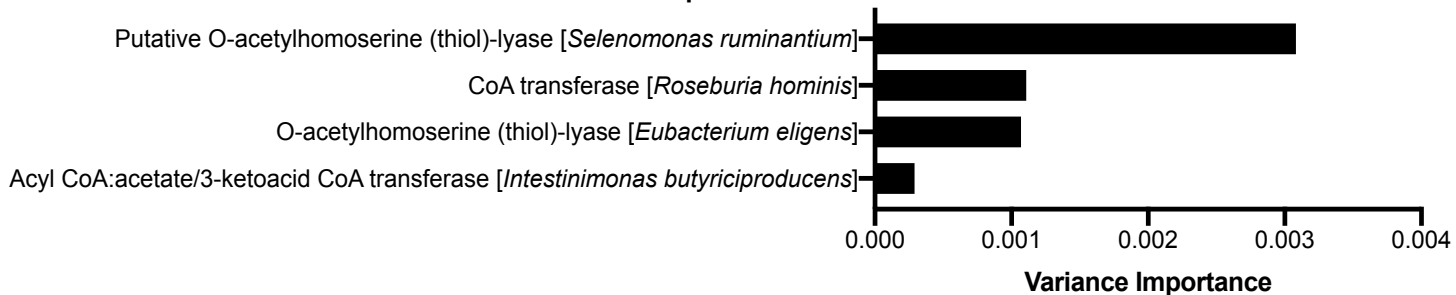 Putative O-acetylhomoserine (thiol)-lyase [Selenomonas ruminantium]
CoA transferase [Roseburia hominis]
O-acetylhomoserine (thiol)-lyase [Eubacterium eligens]
Acyl CoA:acetate/3-ketoacid CoA transferase [Intestinimonas butyriciproducens]
0.000 0.001 0.002 0.003 0.004
Variance Importance